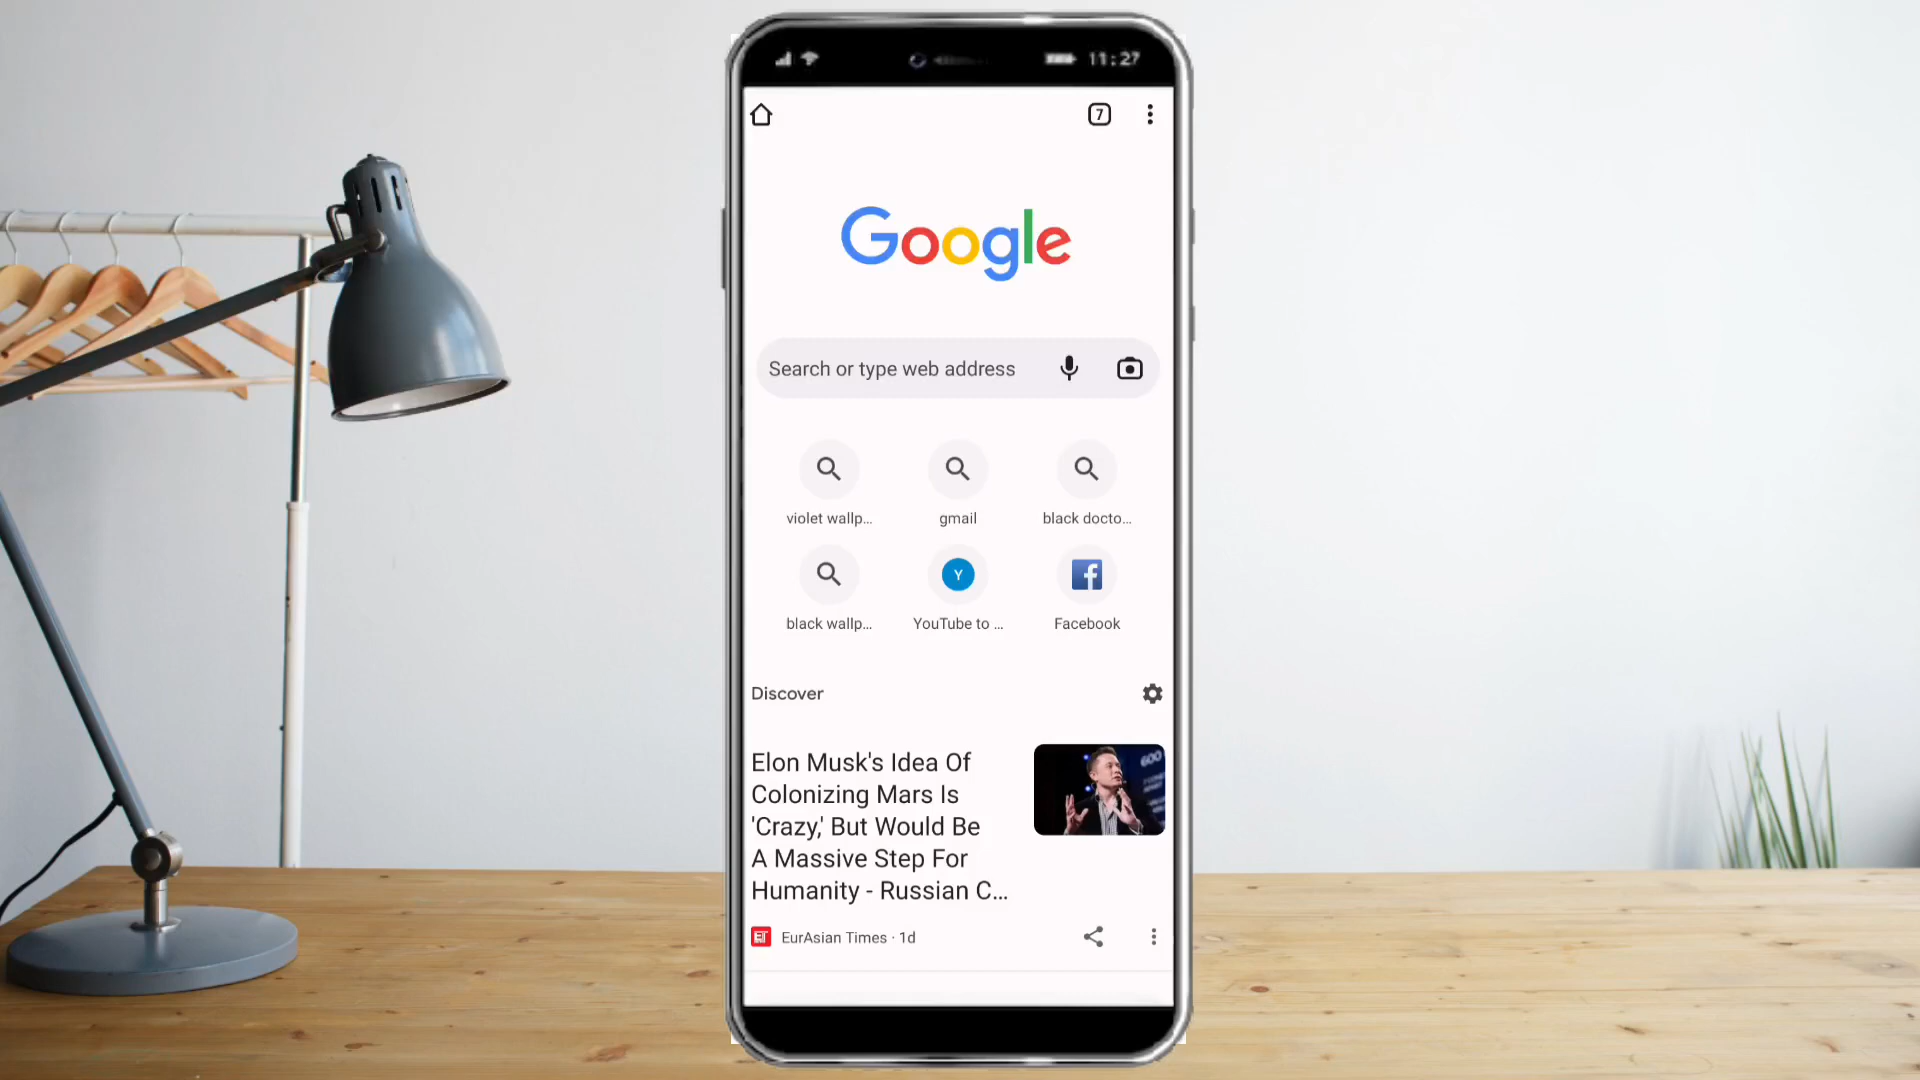 11:27
7
Google
Search or type web address
violet wallp...
gmail
black docto...
black wallp...
Y
YouTube to ...
f
Facebook
Discover
Elon Musk's Idea Of
Colonizing Mars Is
'Crazy,' But Would Be
A Massive Step For
Humanity - Russian C...
600
ET
EurAsian Times · 1d